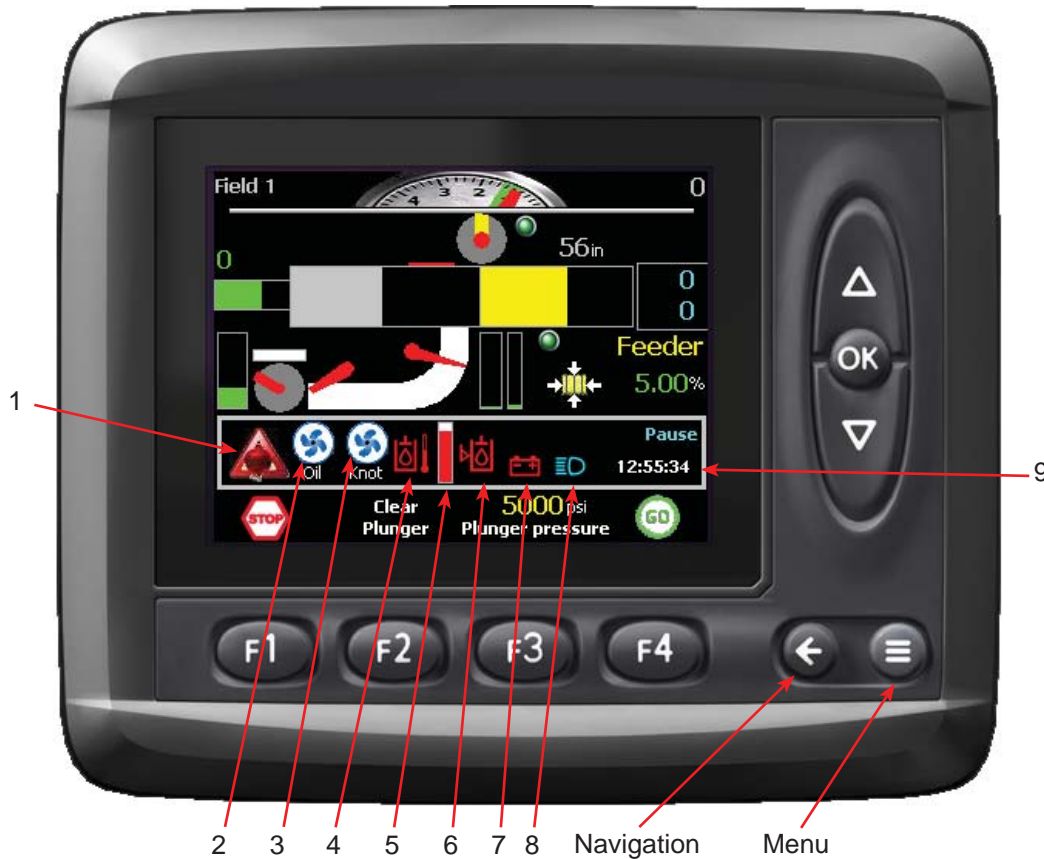 Field 1 0
4 3 2
0 56in
0
0
Feeder
5.00%
1
Oil Knot Pause
12:55:34
9
STOP Clear 5000 psi GO
Plunger Plunger pressure
OK
F1 F2 F3 F4
2 3 4 5 6 7 8 Navigation Menu